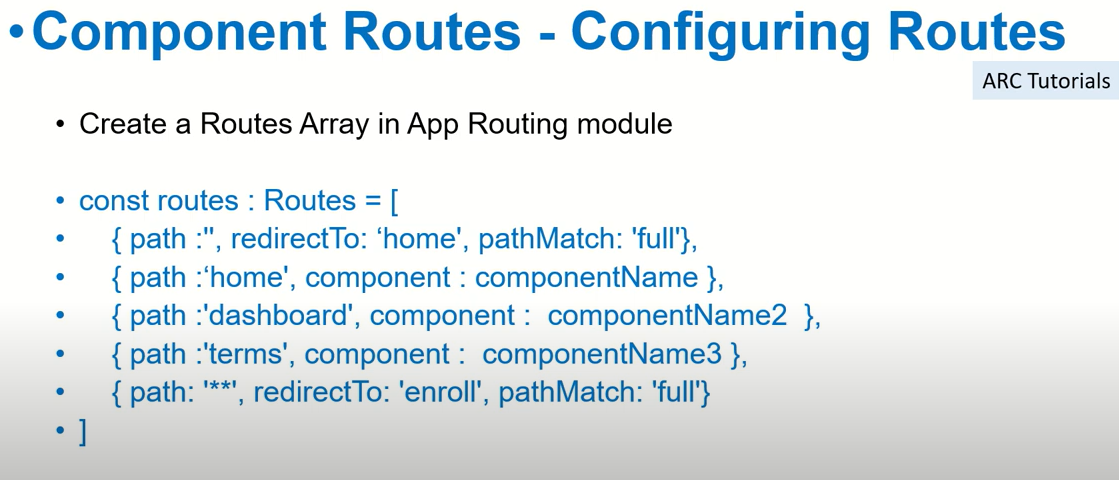 • Component Routes - Configuring Routes
ARC Tutorials
• Create a Routes Array in App Routing module
• const routes : Routes = [
• { path :'', redirectTo: ‘home', pathMatch: 'full'},
• { path :‘home', component : componentName },
• { path :'dashboard', component :  componentName2  },
• { path :'terms', component :  componentName3 },
• { path: '**', redirectTo: 'enroll', pathMatch: 'full'}
• ]